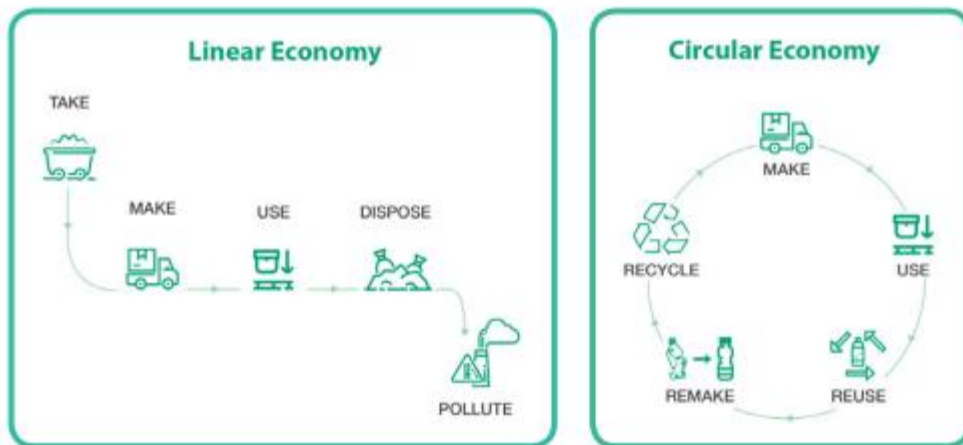 Linear Economy
TAKE
MAKE
USE
DISPOSE
POLLUTE
Circular Economy
MAKE
USE
REUSE
REMAKE
RECYCLE